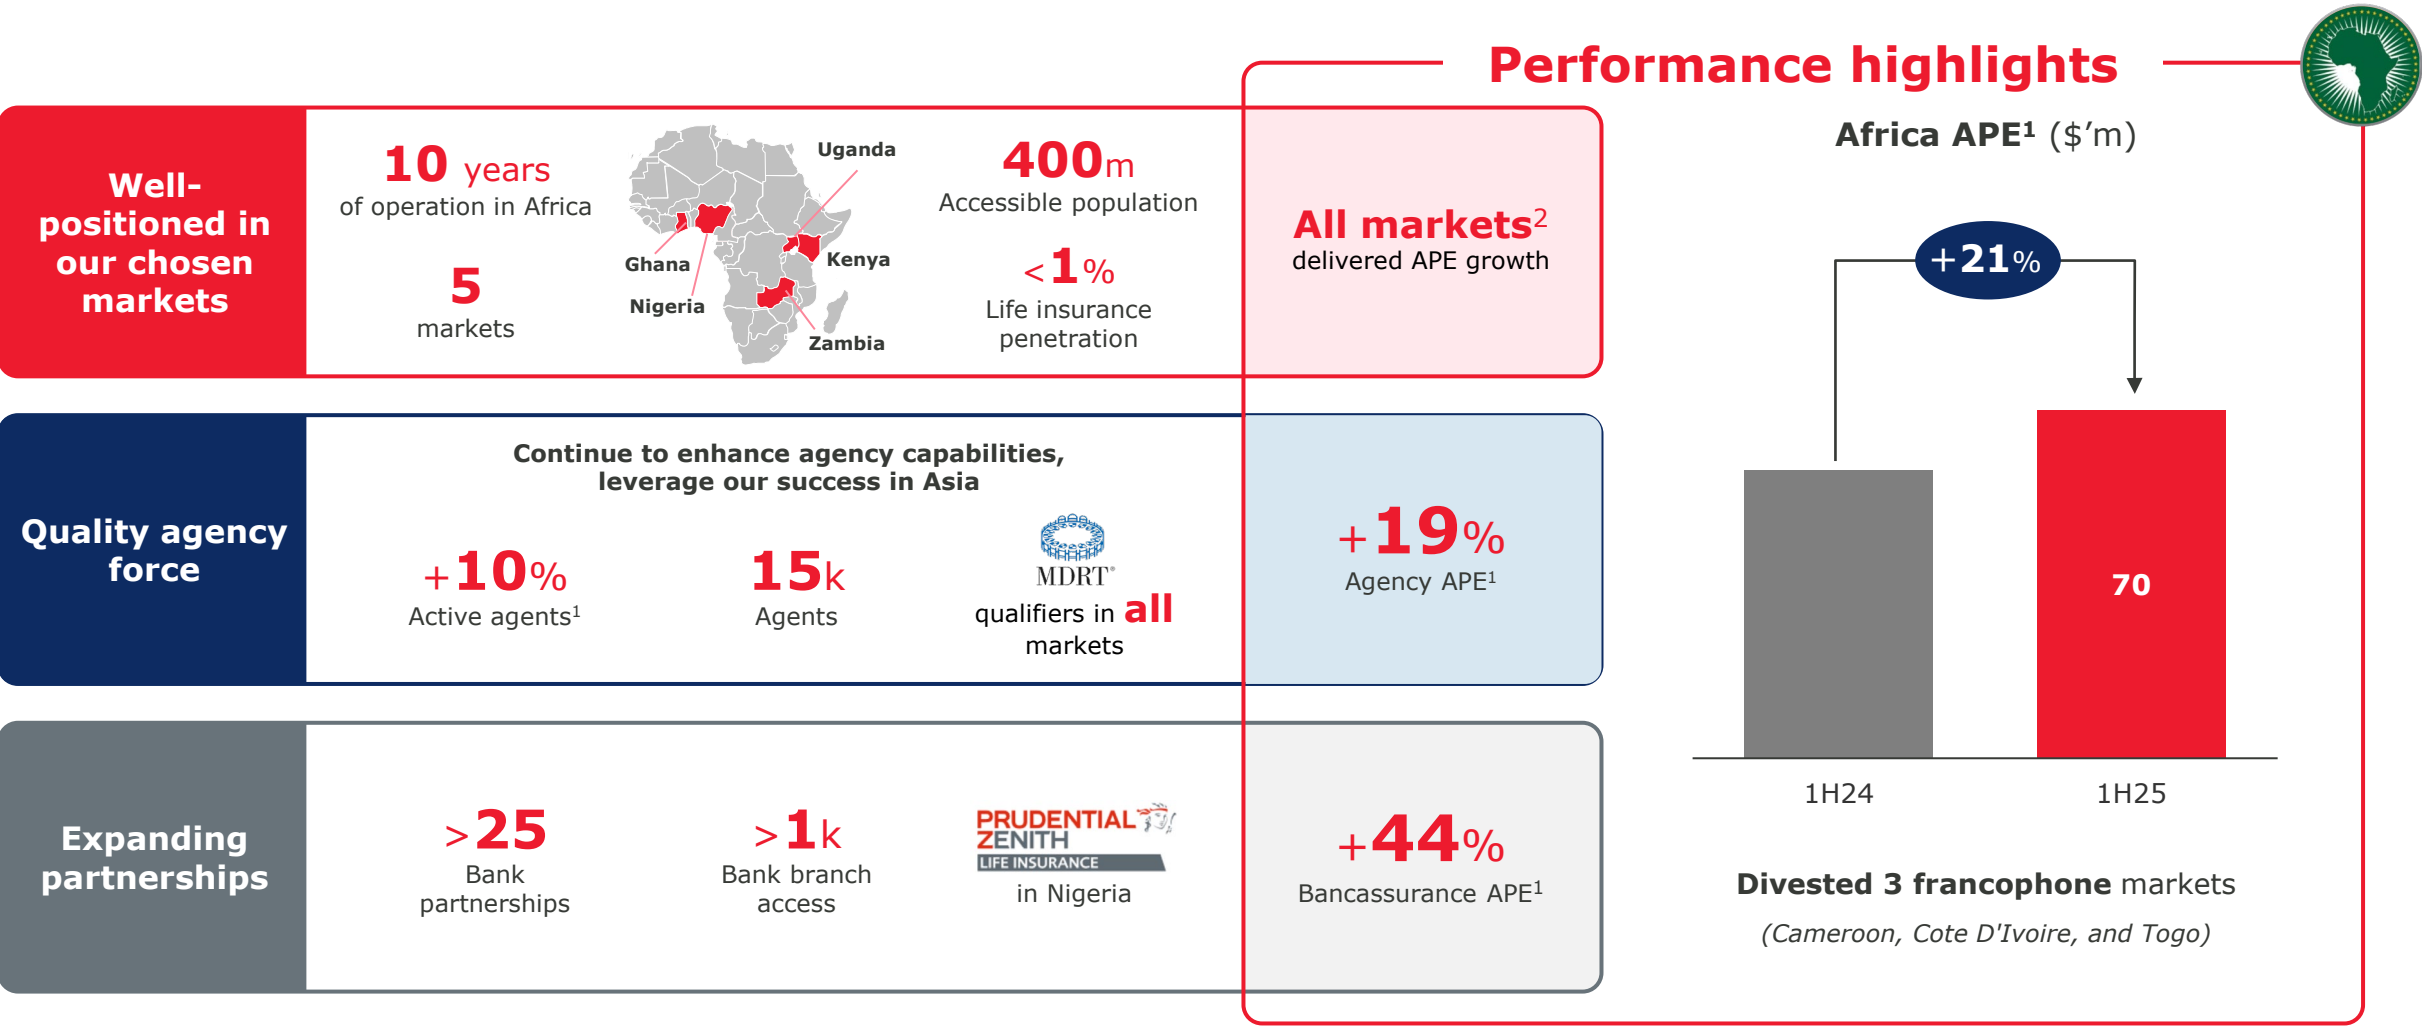 Performance highlights
Well-
positioned in
our chosen
markets
10 years
of operation in Africa
5
markets
Uganda
Ghana
Kenya
Nigeria
Zambia
400m
Accessible population
<1%
Life insurance
penetration
All markets²
delivered APE growth
Quality agency
force
Continue to enhance agency capabilities,
leverage our success in Asia
+10%
Active agents¹
15k
Agents
MDRT®
qualifiers in all
markets
+19%
Agency APE¹
Expanding
partnerships
>25
Bank
partnerships
>1k
Bank branch
access
PRUDENTIAL
ZENITH
LIFE INSURANCE
in Nigeria
+44%
Bancassurance APE¹
Africa APE¹ ($’m)
+21%
70
1H24
1H25
Divested 3 francophone markets
(Cameroon, Cote D'Ivoire, and Togo)